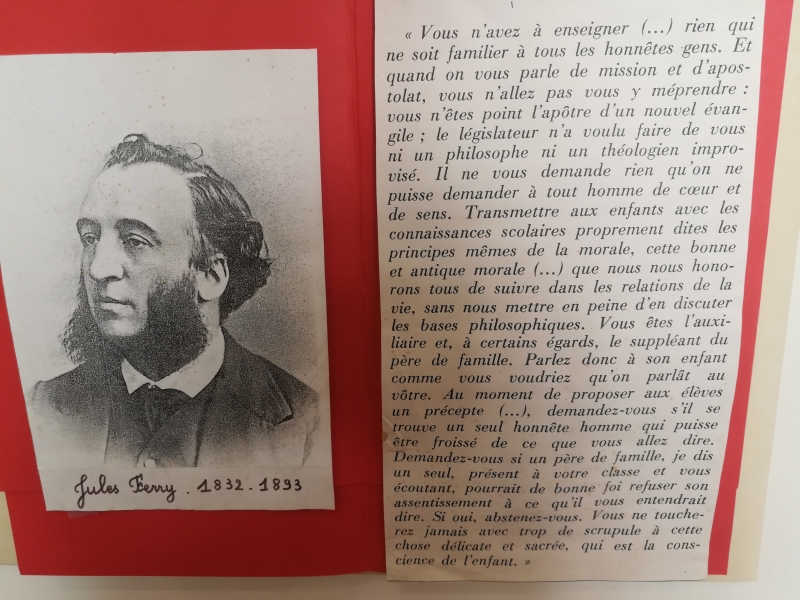 « Vous n'avez à enseigner (...) rien qui
ne soit familier à tous les honnêtes gens. Et
quand on vous parle de mission et d'apos-
tolat, vous n'allez pas vous y méprendre :
vous n'êtes point l'apôtre d'un nouvel évan-
gile ; le législateur n'a voulu faire de vous
ni un philosophe ni un théologien impro-
visé. Il ne vous demande rien qu'on ne
puisse demander à tout homme de cœur et
de sens. Transmettre aux enfants avec les
connaissances scolaires proprement dites les
principes mêmes de la morale, cette bonne
et antique morale (...) que nous nous hono-
rons tous de suivre dans les relations de la
vie, sans nous mettre en peine d'en discuter
les bases philosophiques. Vous êtes l'auxi-
liaire et, à certains égards, le suppléant du
père de famille. Parlez donc à son enfant
comme vous voudriez qu'on parlât au
vôtre. Au moment de proposer aux élèves
un précepte (...), demandez-vous s'il se
trouve un seul honnête homme qui puisse
être froissé de ce que vous allez dire.
Demandez-vous si un père de famille, je dis
un seul, présent à votre classe et vous
écoutant, pourrait de bonne foi refuser son
assentissement à ce qu'il vous entendrait
dire. Si oui, abstenez-vous. Vous ne touche-
rez jamais avec trop de scrupule à cette
chose délicate et sacrée, qui est la cons-
cience de l'enfant. »
Jules Ferry . 1832 - 1893